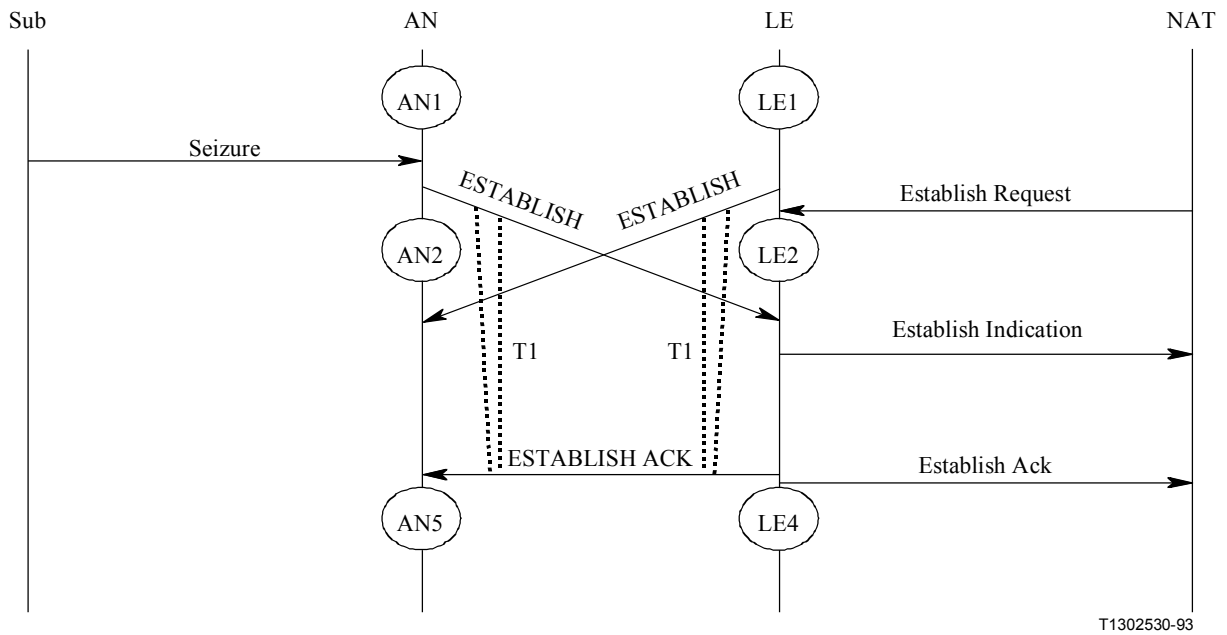 Sub
AN
LE
NAT
AN1
LE1
Seizure
ESTABLISH
ESTABLISH
Establish Request
AN2
LE2
Establish Indication
T1
T1
ESTABLISH ACK
Establish Ack
AN5
LE4
T1302530-93